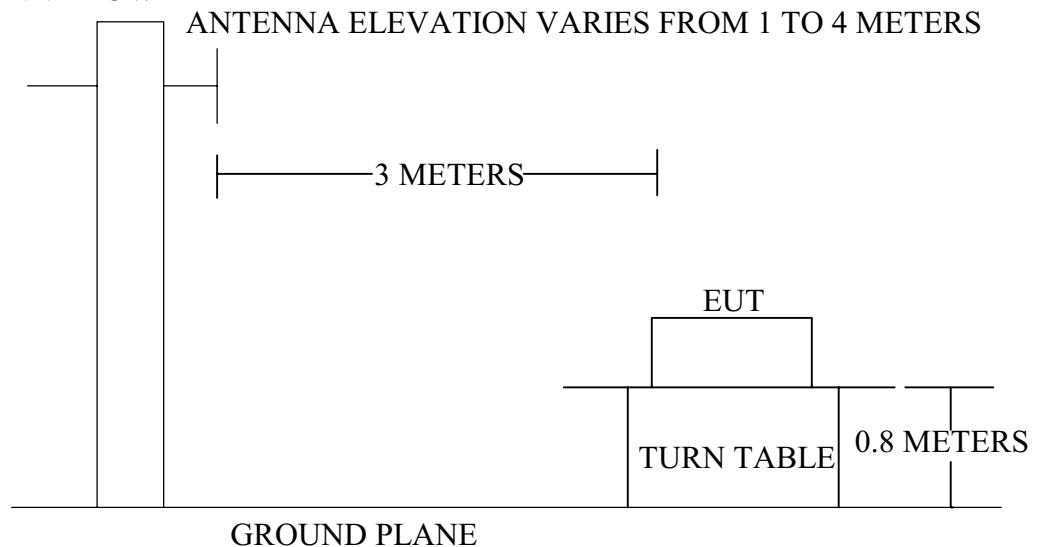 ANTENNA ELEVATION VARIES FROM 1 TO 4 METERS
3 METERS
EUT
0.8 METERS
TURN TABLE
GROUND PLANE